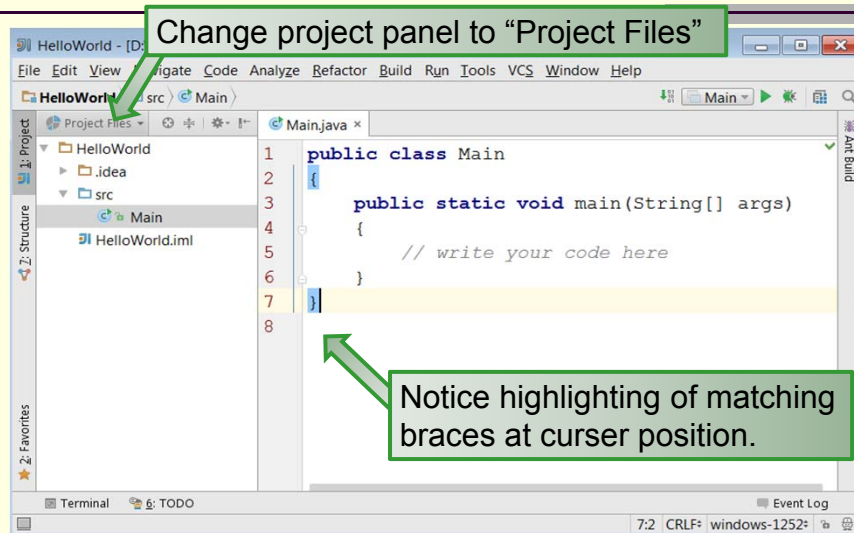 Change project panel to “Project Files”
HelloWorld - [D:
File Edit View Navigate Code Analyze Refactor Build Run Tools VCS Window Help
HelloWorld src Main Main
Project Files Main.java ×
1: Project
HelloWorld
.idea
src
Main
HelloWorld.iml
7: Structure
2: Favorites
Ant Build
1 public class Main
2 {
3 public static void main(String[] args)
4 {
5 // write your code here
6 }
7 }
8
Notice highlighting of matching
braces at curser position.
Terminal 6: TODO Event Log
7:2 CRLF windows-1252